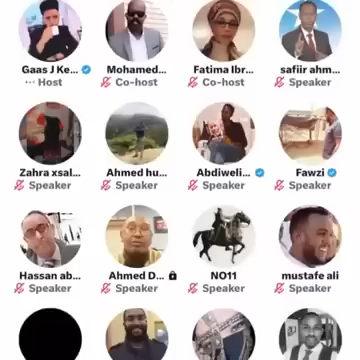 Gaas J Ke...
Mohamed...
Fatima Ibr...
safiir ahm...
··· Host
Co-host
Co-host
Speaker
Zahra xsal...
Ahmed hu...
Abdiweli...
Fawzi
Speaker
Speaker
Speaker
Speaker
Hassan ab...
Ahmed D...
NO11
mustafe ali
Speaker
Speaker
Speaker
Speaker